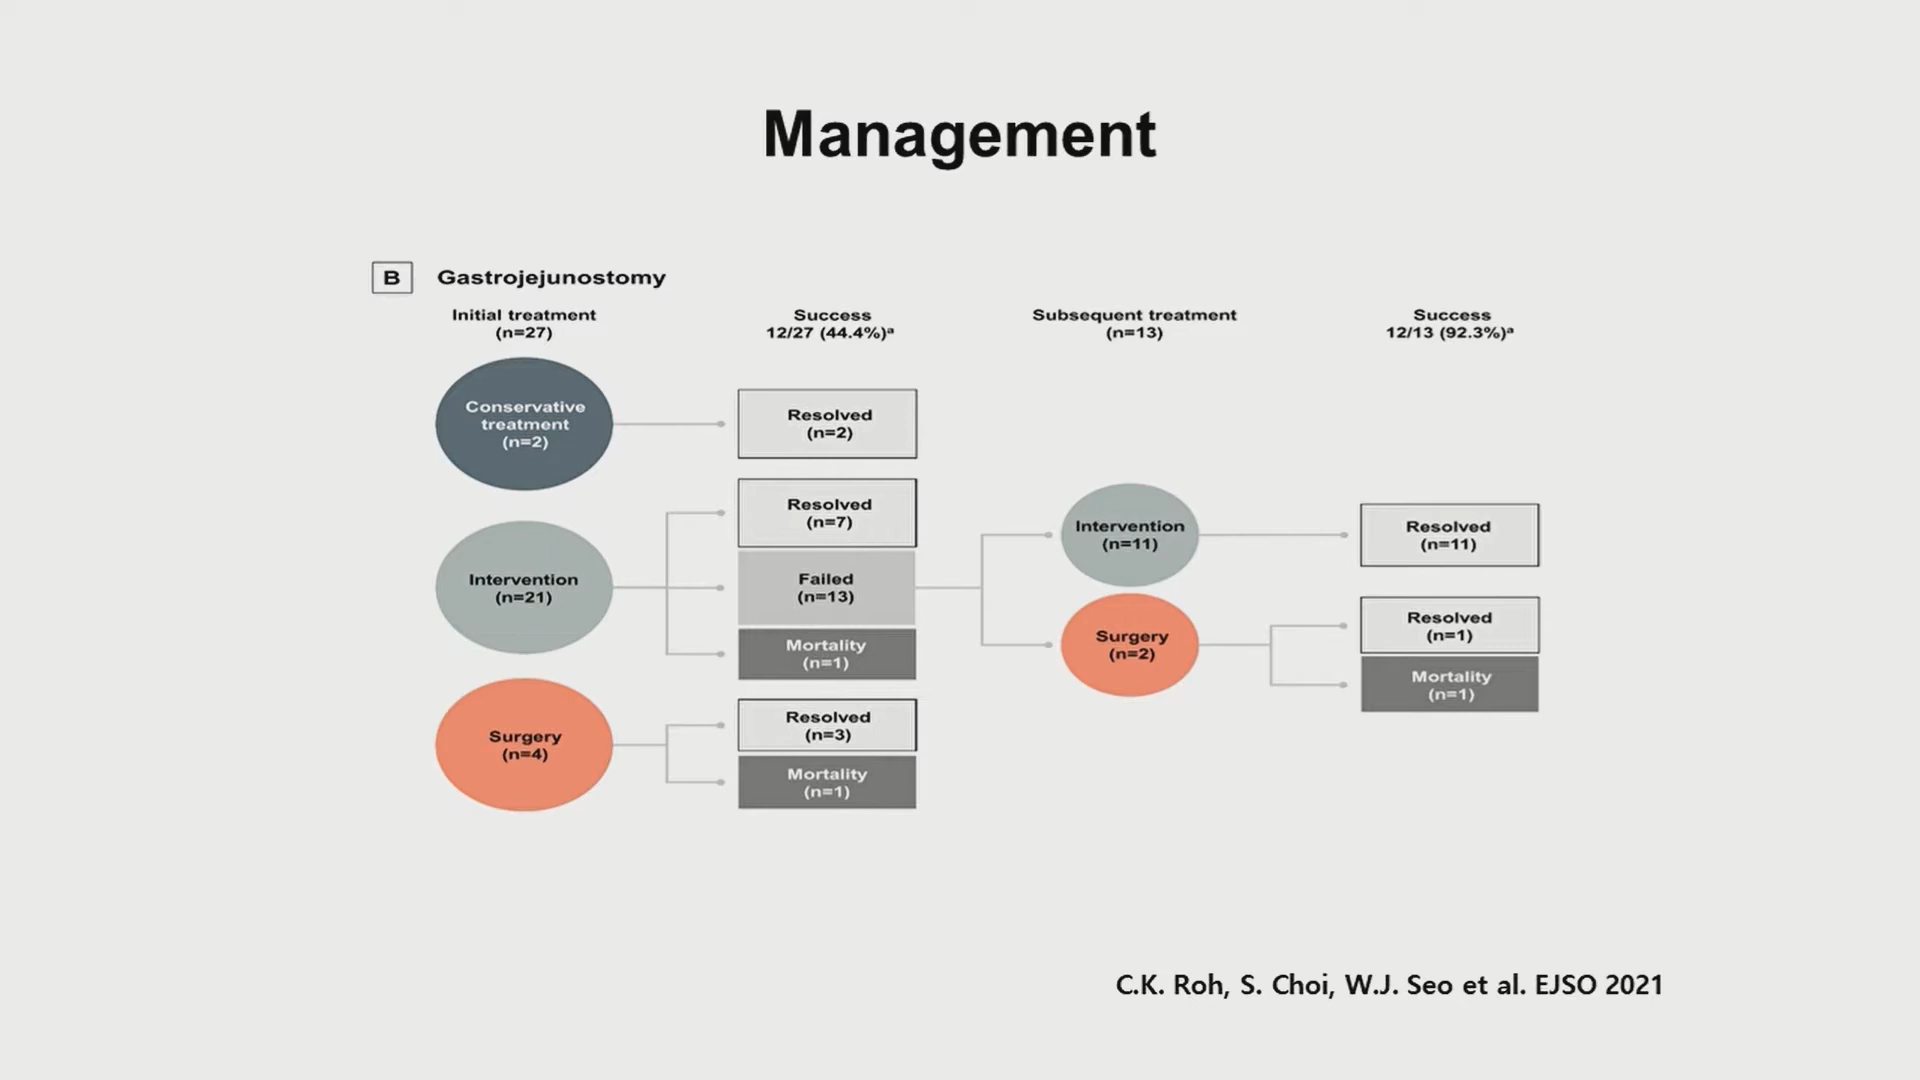 Management
B Gastrojejunostomy
Initial treatment
(n=27)
Success
12/27 (44.4%)ᵃ
Subsequent treatment
(n=13)
Success
12/13 (92.3%)ᵃ
Conservative
treatment
(n=2)
Resolved
(n=2)
Intervention
(n=21)
Resolved
(n=7)
Failed
(n=13)
Mortality
(n=1)
Intervention
(n=11)
Resolved
(n=11)
Surgery
(n=2)
Resolved
(n=1)
Mortality
(n=1)
Surgery
(n=4)
Resolved
(n=3)
Mortality
(n=1)
C.K. Roh, S. Choi, W.J. Seo et al. EJSO 2021